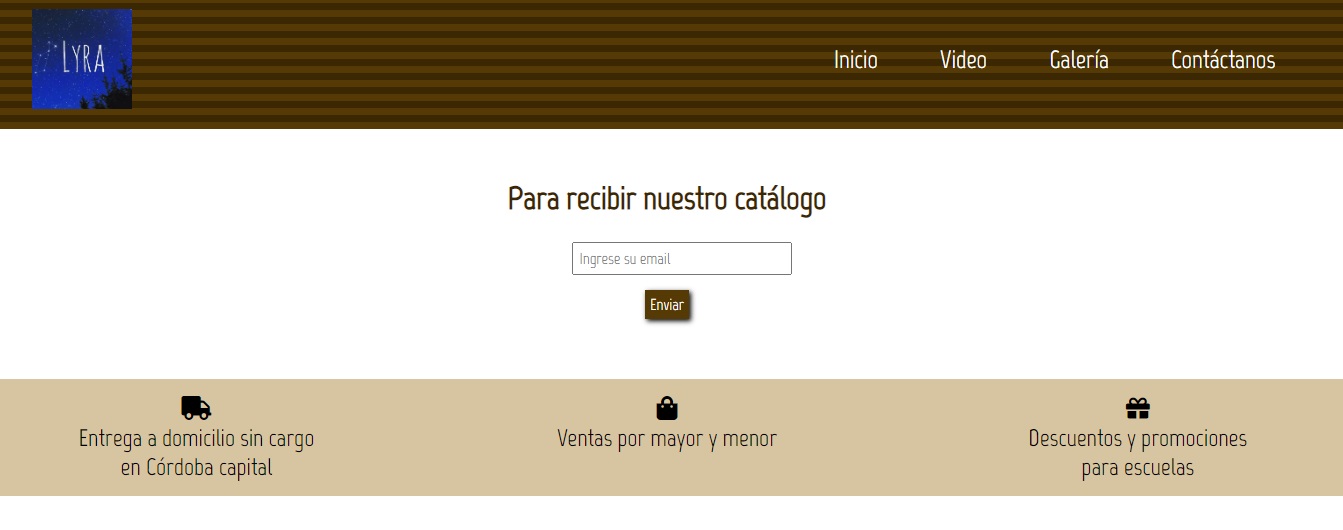 LYRA
Inicio Video Galería Contáctanos
Para recibir nuestro catálogo
Ingrese su email
Enviar
Entrega a domicilio sin cargo
en Córdoba capital
Ventas por mayor y menor
Descuentos y promociones
para escuelas